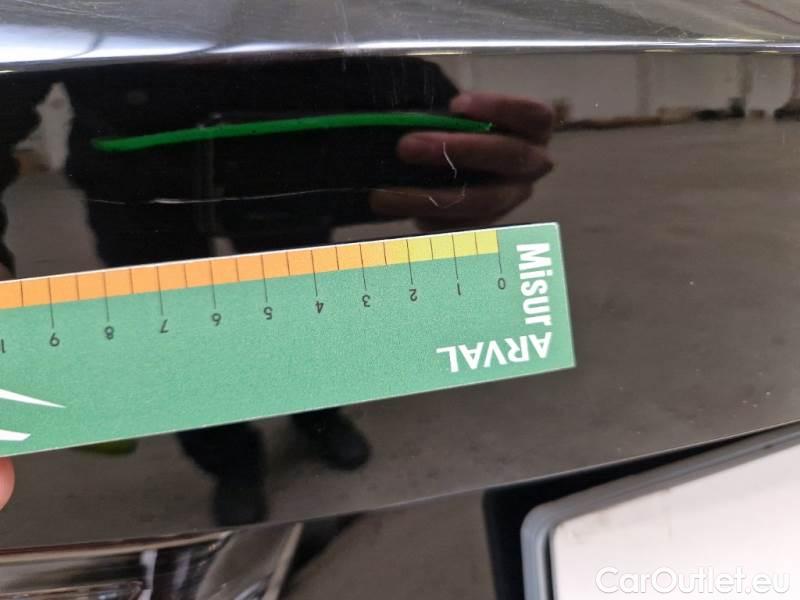 Misur
ARVAL
0 1 2 3 4 5 6 7 8 9
CarOutlet.eu